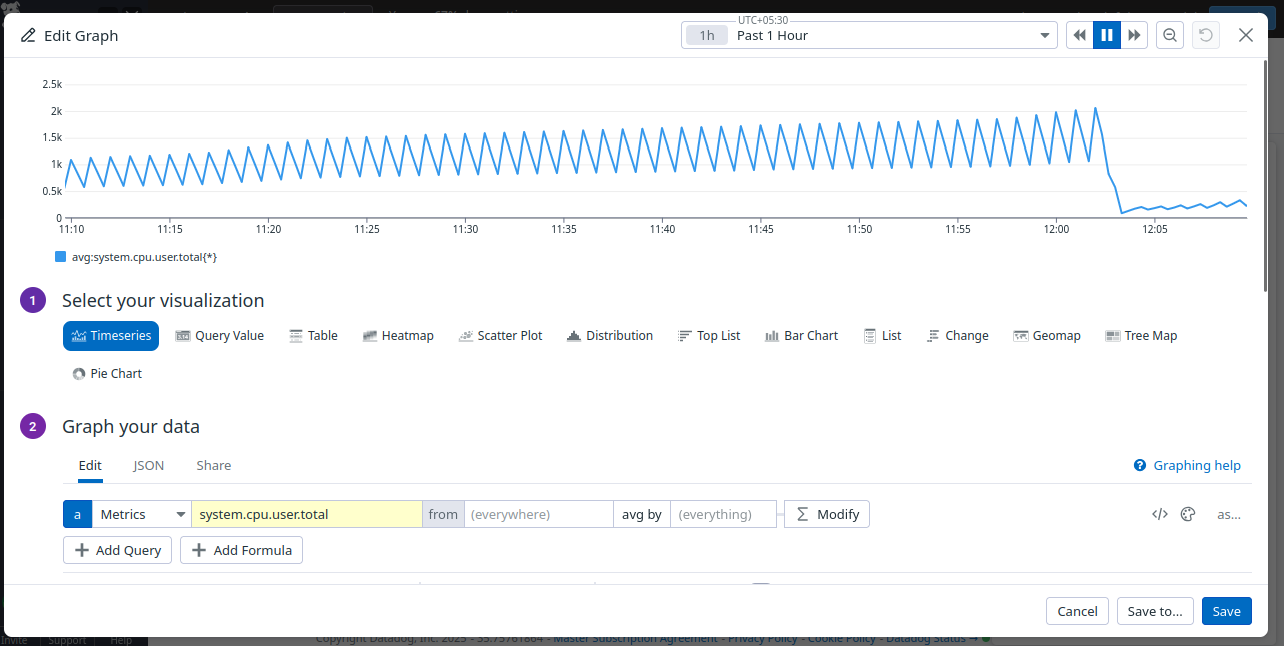 UTC+05:30
Edit Graph
1h Past 1 Hour
2.5k
2k
1.5k
1k
0.5k
0
11:10 11:15 11:20 11:25 11:30 11:35 11:40 11:45 11:50 11:55 12:00 12:05
avg:system.cpu.user.total{*}
1 Select your visualization
Timeseries Query Value Table Heatmap Scatter Plot Distribution Top List Bar Chart List Change Geomap Tree Map
Pie Chart
2 Graph your data
Edit JSON Share ? Graphing help
a Metrics system.cpu.user.total from (everywhere) avg by (everything) Σ Modify </> as...
+ Add Query + Add Formula
Cancel Save to... Save
Invite Support Help Copyright Datadog, Inc. 2025 - 35.75761864 - Master Subscription Agreement - Privacy Policy - Cookie Policy - Datadog Status →